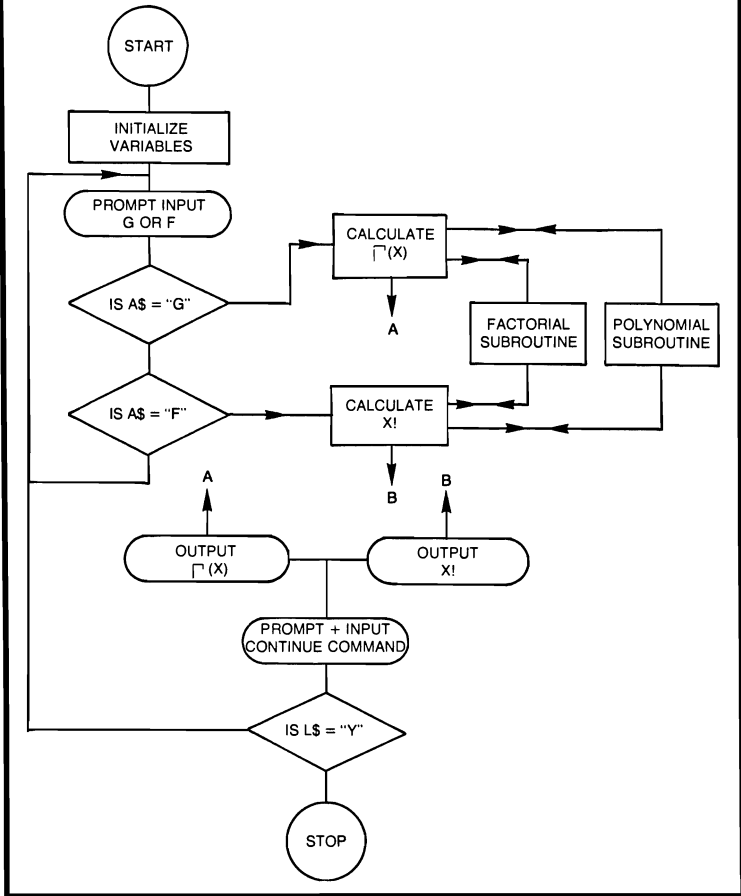 START
INITIALIZE
VARIABLES
PROMPT INPUT
G OR F
CALCULATE
Γ(X)
IS A$ = "G"
A
FACTORIAL
SUBROUTINE
POLYNOMIAL
SUBROUTINE
IS A$ = "F"
CALCULATE
X!
B
A
B
OUTPUT
Γ(X)
OUTPUT
X!
PROMPT + INPUT
CONTINUE COMMAND
IS L$ = "Y"
STOP